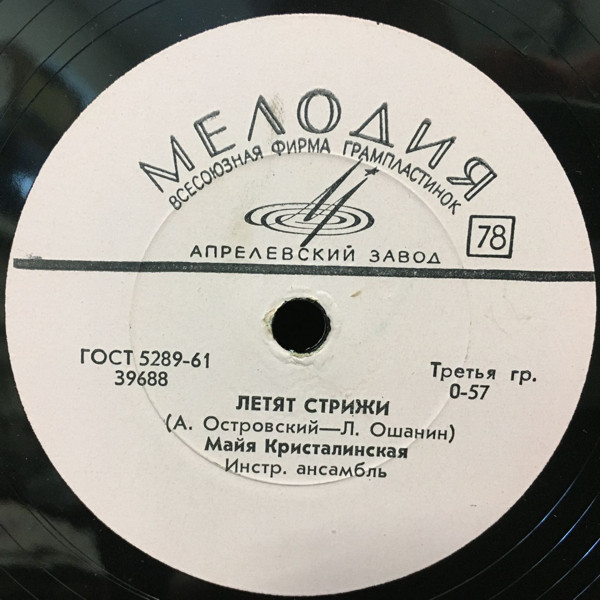 МЕЛОДИЯ
ВСЕСОЮЗНАЯ ФИРМА ГРАМПЛАСТИНОК
78
АПРЕЛЕВСКИЙ ЗАВОД
ГОСТ 5289-61
39688
Третья гр.
0-57
ЛЕТЯТ СТРИЖИ
(А. Островский—Л. Ошанин)
Майя Кристалинская
Инстр. ансамбль